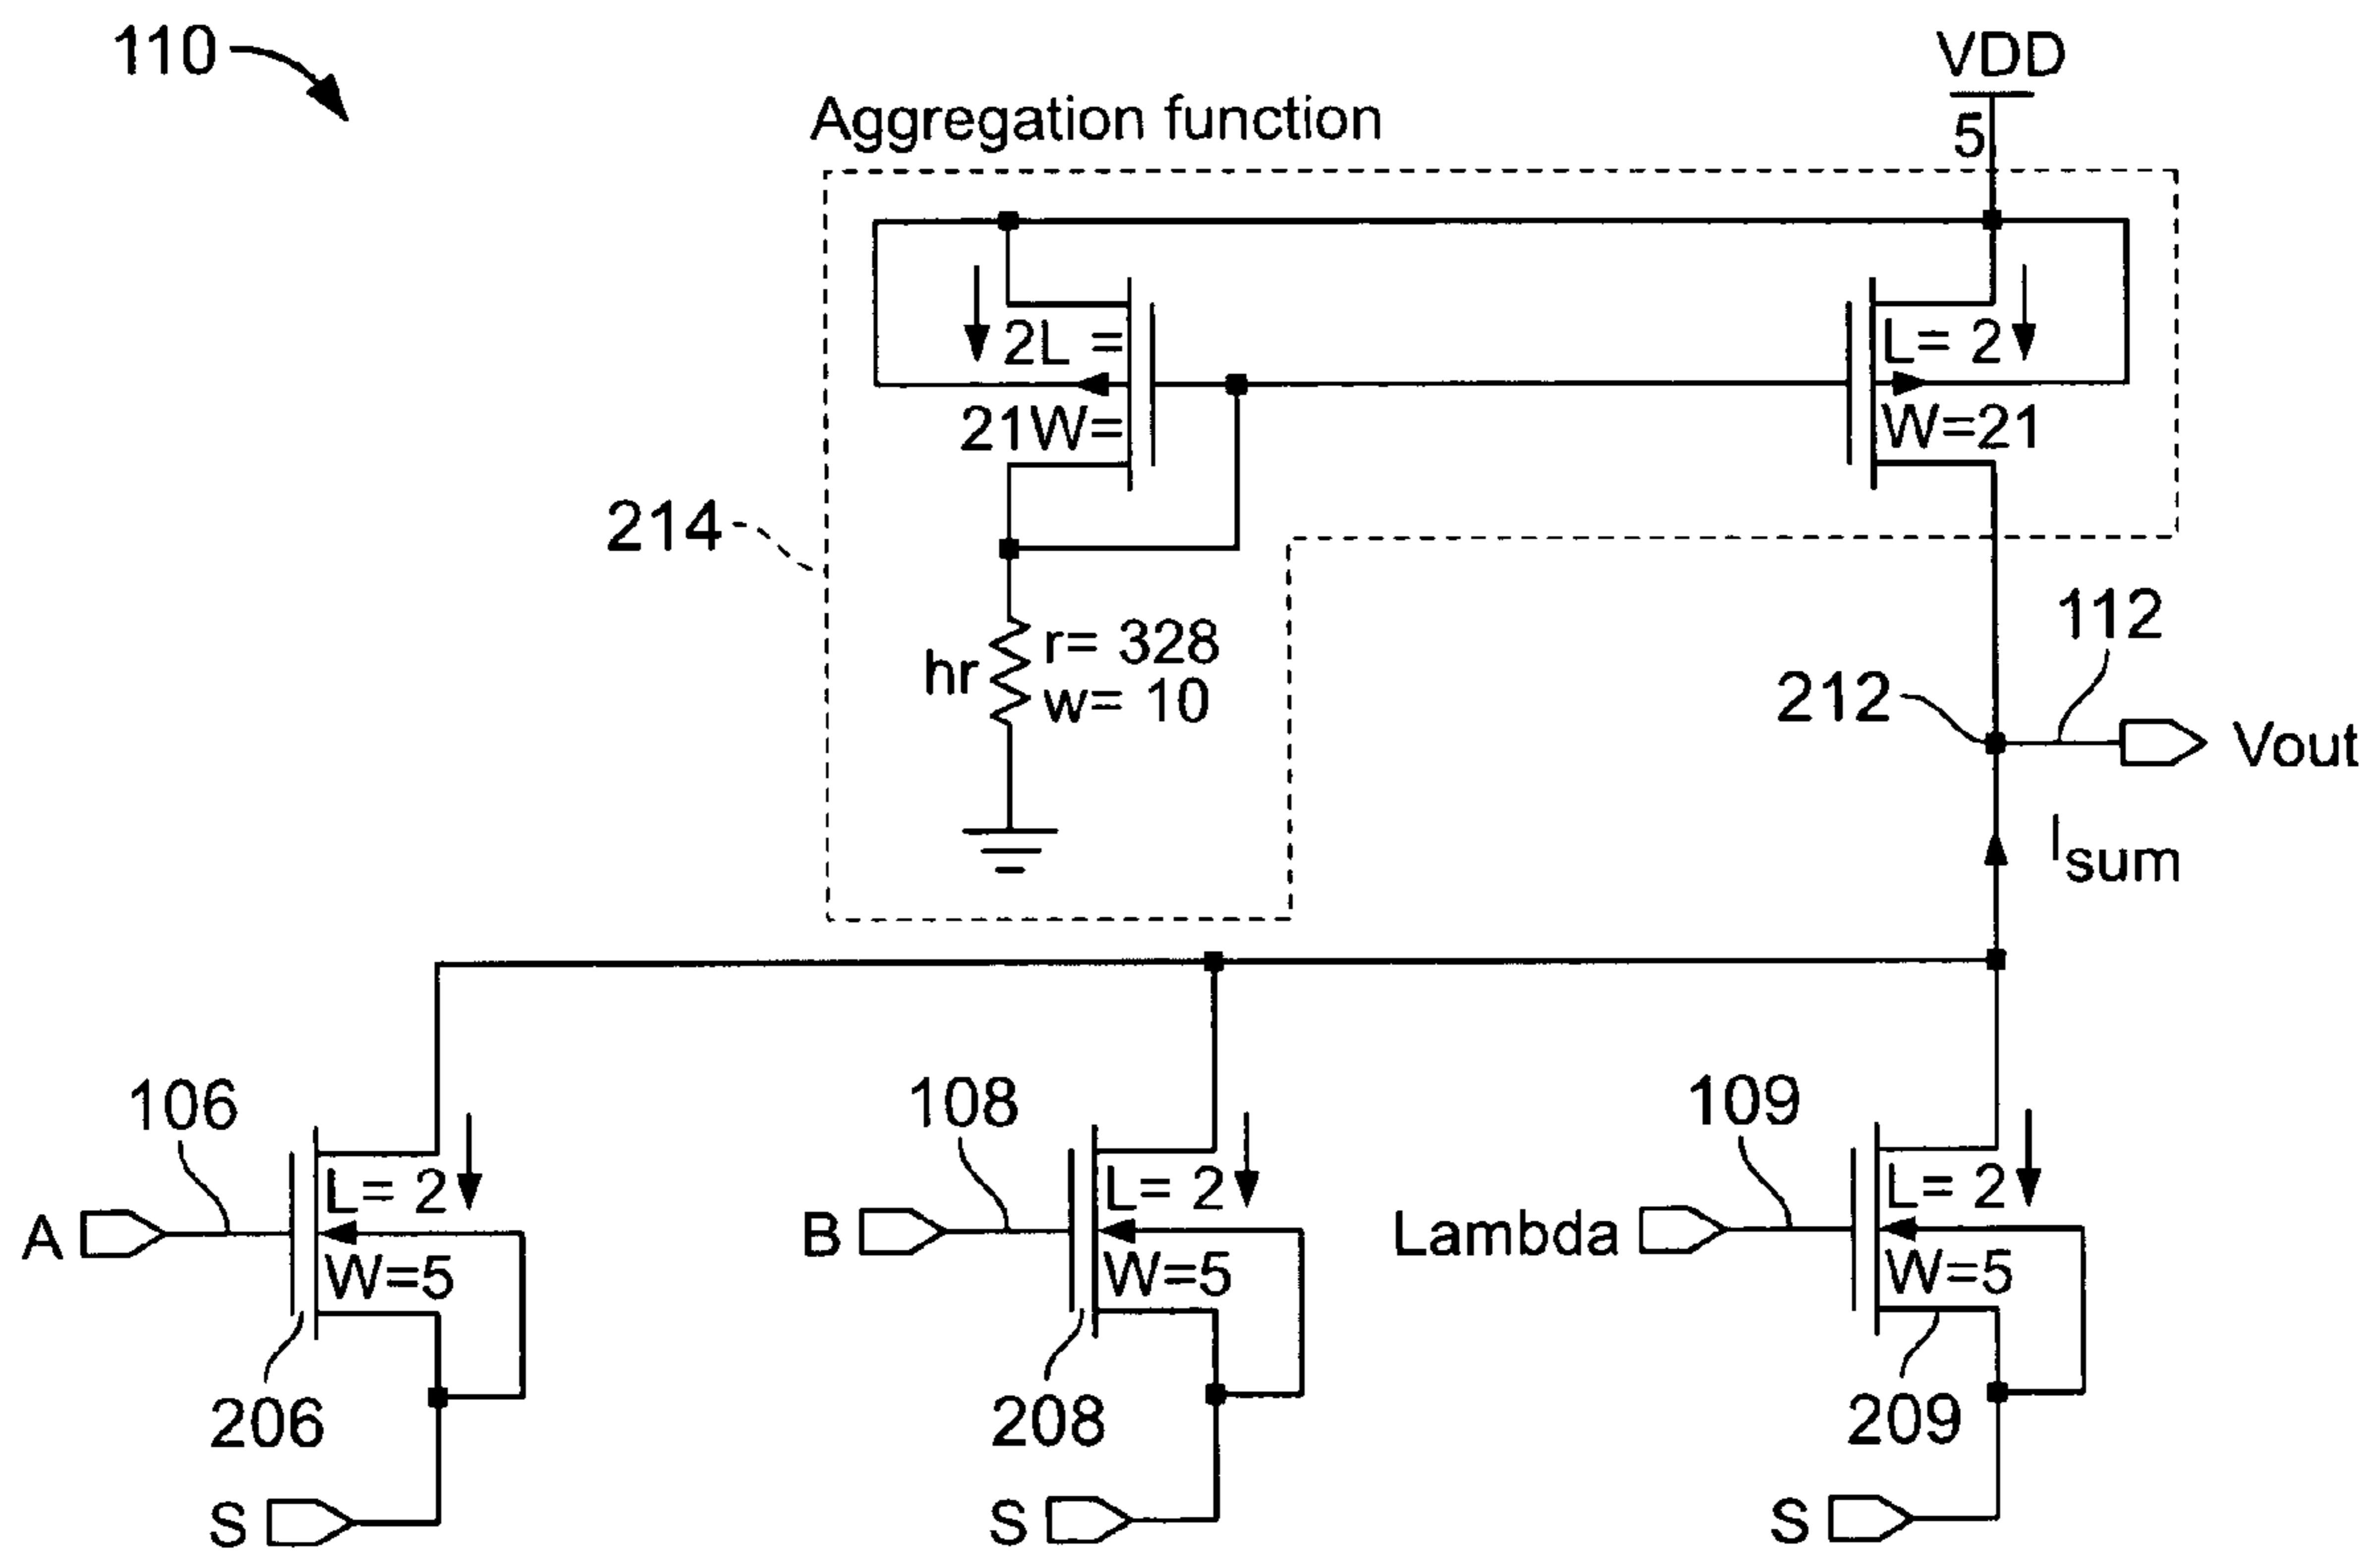 110
VDD
5
Aggregation function
2L =
L= 2
21W=
W=21
214
hr
r= 328
w= 10
112
212
Vout
Isum
106
108
109
A
L= 2
W=5
B
L= 2
W=5
Lambda
L= 2
W=5
206
208
209
S
S
S